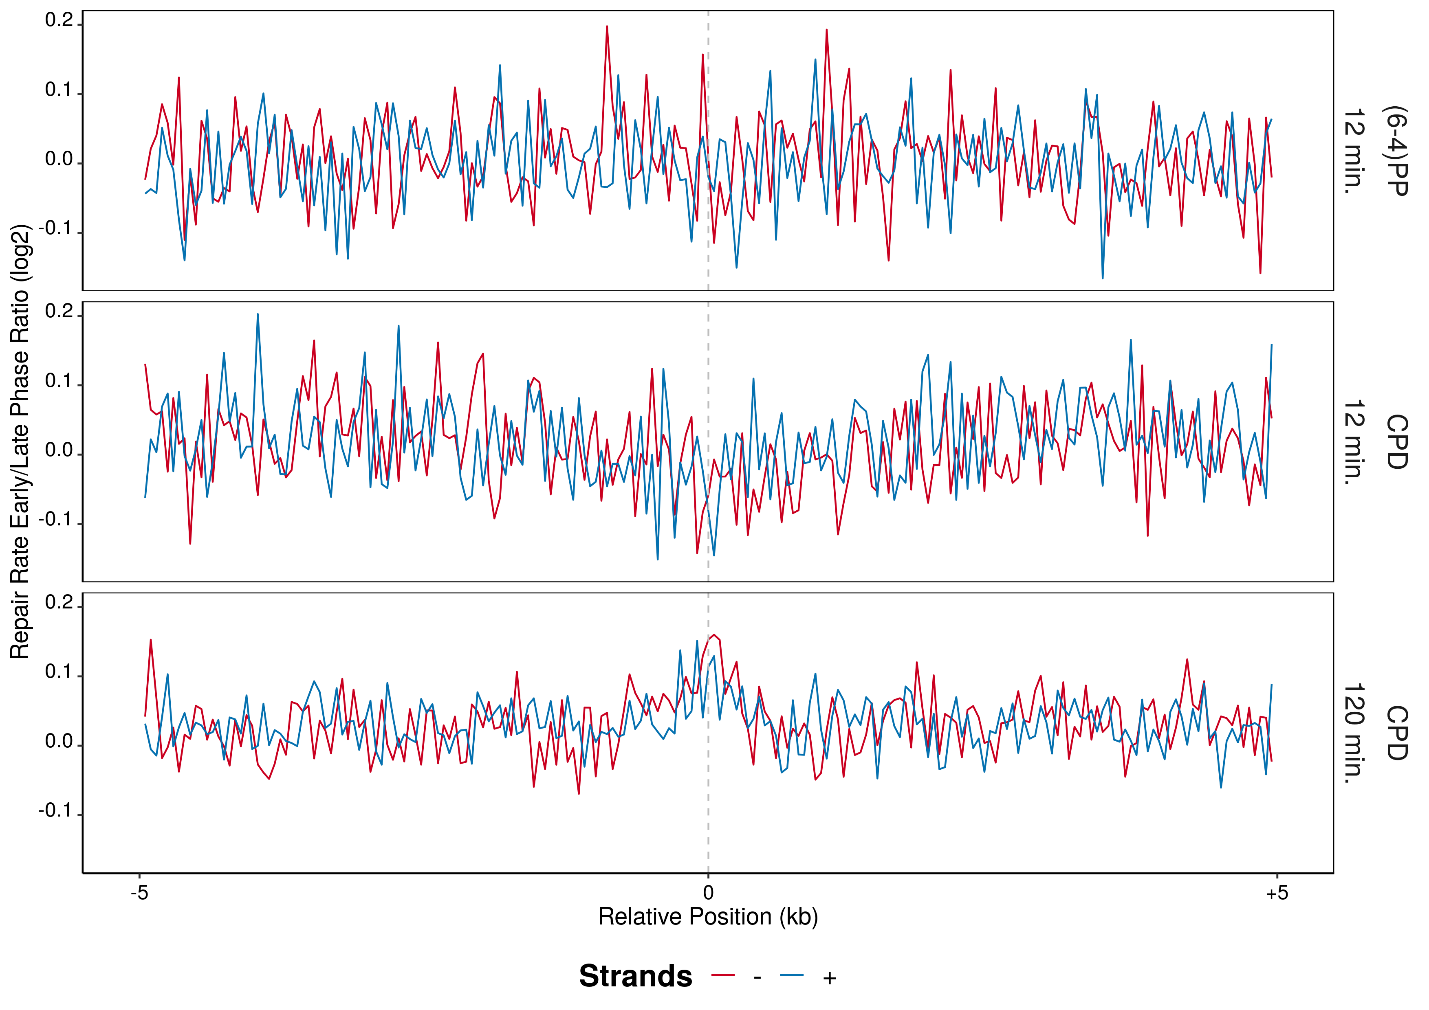 Repair Rate Early/Late Phase Ratio (log2)
0.2
0.1
0.0
-0.1
(6-4)PP
12 min.
0.2
0.1
0.0
-0.1
CPD
12 min.
0.2
0.1
0.0
-0.1
CPD
120 min.
-5
0
+5
Relative Position (kb)
Strands - +